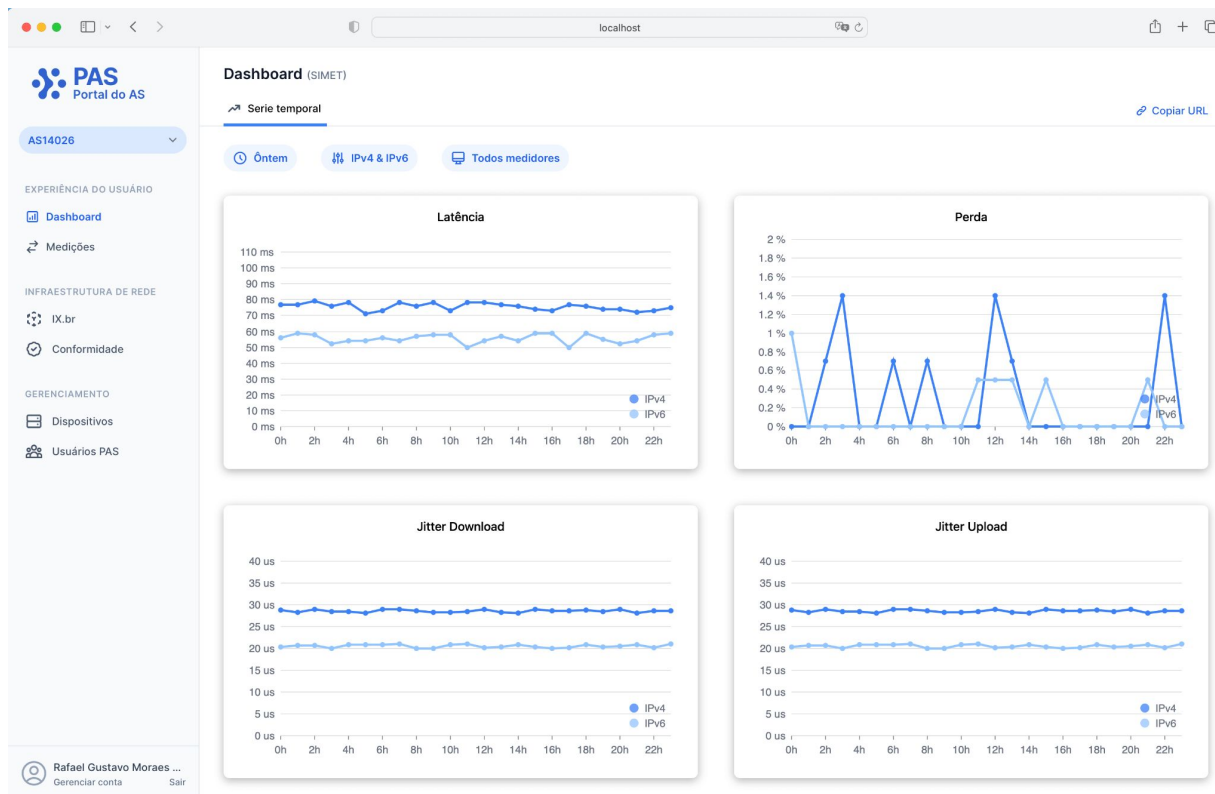 localhost
PAS
Portal do AS
AS14026
EXPERIÊNCIA DO USUÁRIO
Dashboard
Medições
INFRAESTRUTURA DE REDE
IX.br
Conformidade
GERENCIAMENTO
Dispositivos
Usuários PAS
Rafael Gustavo Moraes ...
Gerenciar conta Sair
Dashboard (SIMET)
Serie temporal
Copiar URL
Ôntem IPv4 & IPv6 Todos medidores
Latência
110 ms
100 ms
90 ms
80 ms
70 ms
60 ms
50 ms
40 ms
30 ms
20 ms
10 ms
0 ms
IPv4
IPv6
0h 2h 4h 6h 8h 10h 12h 14h 16h 18h 20h 22h
Perda
2 %
1.8 %
1.6 %
1.4 %
1.2 %
1 %
0.8 %
0.6 %
0.4 %
0.2 %
0 %
IPv4
IPv6
0h 2h 4h 6h 8h 10h 12h 14h 16h 18h 20h 22h
Jitter Download
40 us
35 us
30 us
25 us
20 us
15 us
10 us
5 us
0 us
IPv4
IPv6
0h 2h 4h 6h 8h 10h 12h 14h 16h 18h 20h 22h
Jitter Upload
40 us
35 us
30 us
25 us
20 us
15 us
10 us
5 us
0 us
IPv4
IPv6
0h 2h 4h 6h 8h 10h 12h 14h 16h 18h 20h 22h